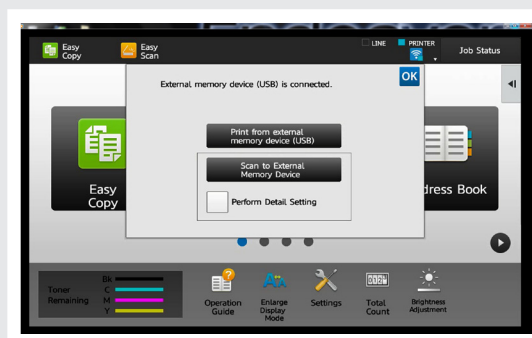 Easy
Copy
Easy
Scan
LINE
PRINTER
Job Status
External memory device (USB) is connected.
OK
Print from external
memory device (USB)
Scan to External
Memory Device
Perform Detail Setting
Easy
Copy
dress Book
Toner
Remaining
Bk
C
M
Y
Operation
Guide
Enlarge
Display
Mode
Settings
Total
Count
Brightness
Adjustment